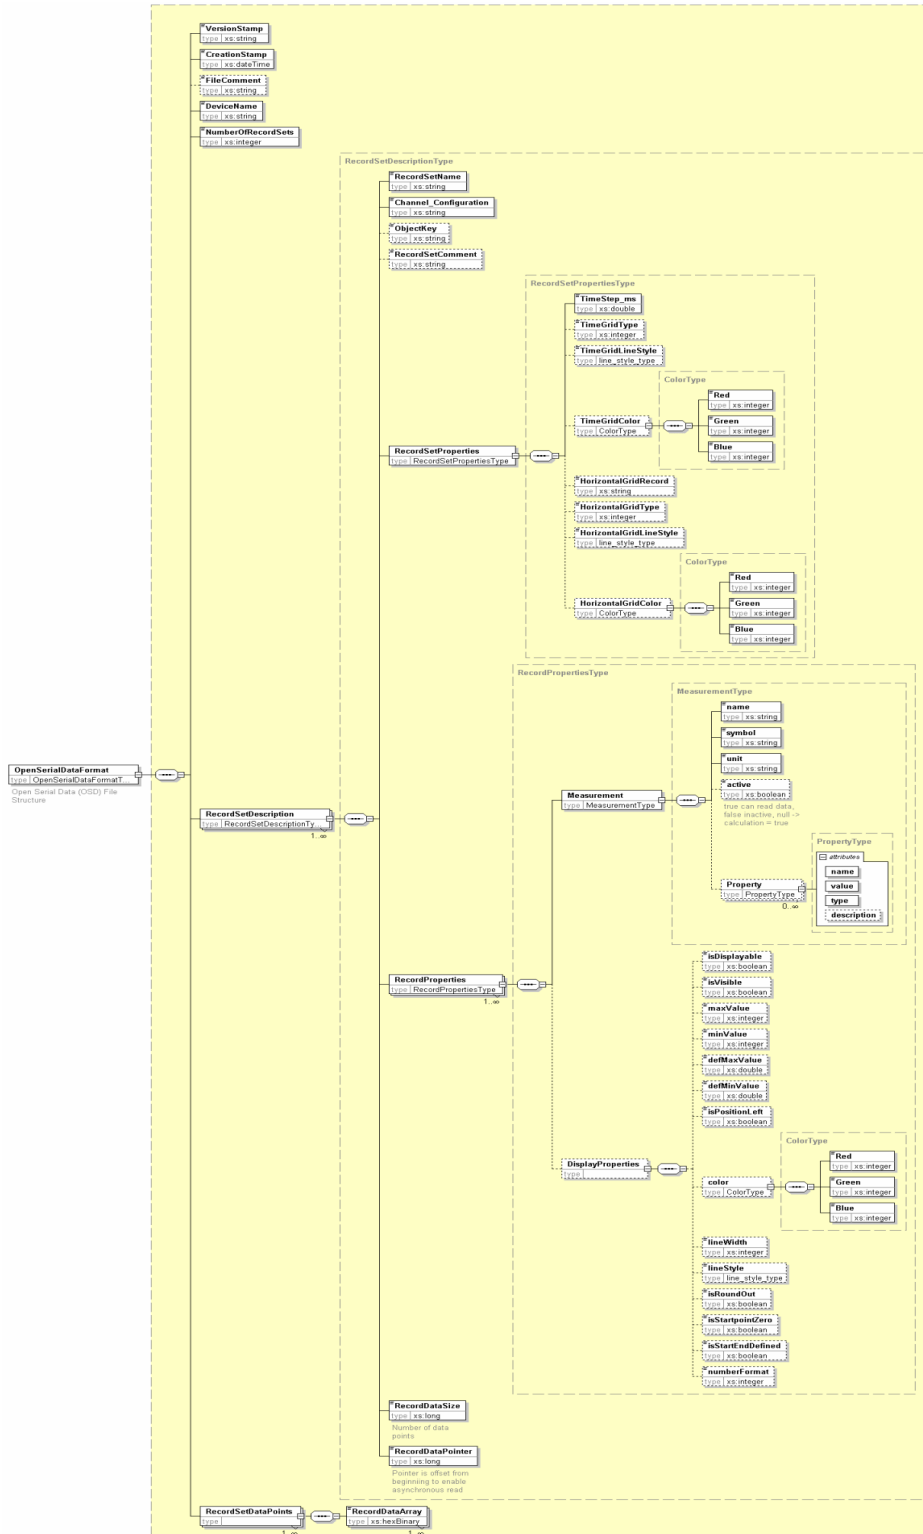 VersionStamp
type xs:string
CreationStamp
type xs:dateTime
FileComment
type xs:string
DeviceName
type xs:string
NumberOfRecordSets
type xs:integer
RecordSetDescriptionType
RecordSetName
type xs:string
Channel_Configuration
type xs:string
ObjectKey
type xs:string
RecordSetComment
type xs:string
RecordSetPropertiesType
TimeStep_ms
type xs:double
TimeGridType
type xs:integer
TimeGridLineStyle
type line_style_type
ColorType
Red
type xs:integer
TimeGridColor
type ColorType
Green
type xs:integer
Blue
type xs:integer
RecordSetProperties
type RecordSetPropertiesType
HorizontalGridRecord
type xs:string
HorizontalGridType
type xs:integer
HorizontalGridLineStyle
type line_style_type
ColorType
Red
type xs:integer
HorizontalGridColor
type ColorType
Green
type xs:integer
Blue
type xs:integer
RecordPropertiesType
MeasurementType
name
type xs:string
symbol
type xs:string
unit
type xs:string
OpenSerialDataFormat
type OpenSerialDataFormatT...
Open Serial Data (OSD) File
Structure
active
type xs:boolean
true can read data,
false inactive, null ->
calculation = true
Measurement
type MeasurementType
RecordSetDescription
type RecordSetDescriptionTy...
1..∞
PropertyType
attributes
name
value
type
description
Property
type PropertyType
0..∞
isDisplayable
type xs:boolean
RecordProperties
type RecordPropertiesType
1..∞
isVisible
type xs:boolean
maxValue
type xs:integer
minValue
type xs:integer
defMaxValue
type xs:double
defMinValue
type xs:double
isPositionLeft
type xs:boolean
ColorType
Red
type xs:integer
DisplayProperties
type
color
type ColorType
Green
type xs:integer
Blue
type xs:integer
lineWidth
type xs:integer
lineStyle
type line_style_type
isRoundOut
type xs:boolean
isStartpointZero
type xs:boolean
isStartEndDefined
type xs:boolean
numberFormat
type xs:integer
RecordDataSize
type xs:long
Number of data
points
RecordDataPointer
type xs:long
Pointer is offset from
beginniing to enable
asynchronous read
RecordSetDataPoints
type
1..∞
RecordDataArray
type xs:hexBinary
1..∞